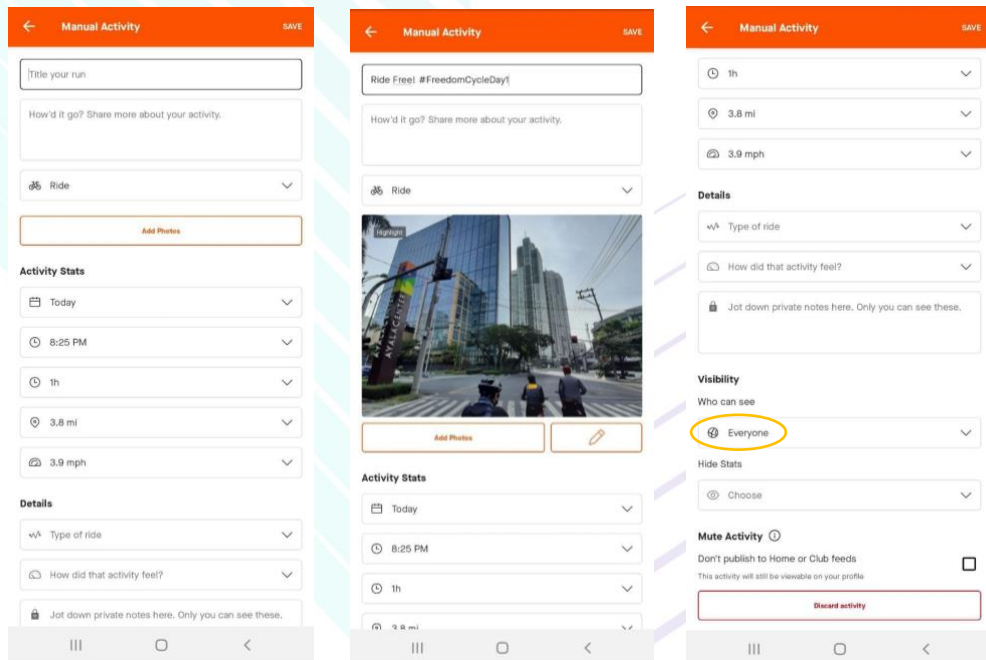 Manual Activity SAVE
Title your run
How'd it go? Share more about your activity.
Ride
Add Photos
Activity Stats
Today
8:25 PM
1h
3.8 mi
3.9 mph
Details
Type of ride
How did that activity feel?
Jot down private notes here. Only you can see these.
Manual Activity SAVE
Ride Free! #FreedomCycleDay1
How'd it go? Share more about your activity.
Ride
Highlight
AYALA CENTER
Add Photos
Activity Stats
Today
8:25 PM
1h
3.8 mi
Manual Activity SAVE
1h
3.8 mi
3.9 mph
Details
Type of ride
How did that activity feel?
Jot down private notes here. Only you can see these.
Visibility
Who can see
Everyone
Hide Stats
Choose
Mute Activity
Don't publish to Home or Club feeds
This activity will still be viewable on your profile
Discard activity